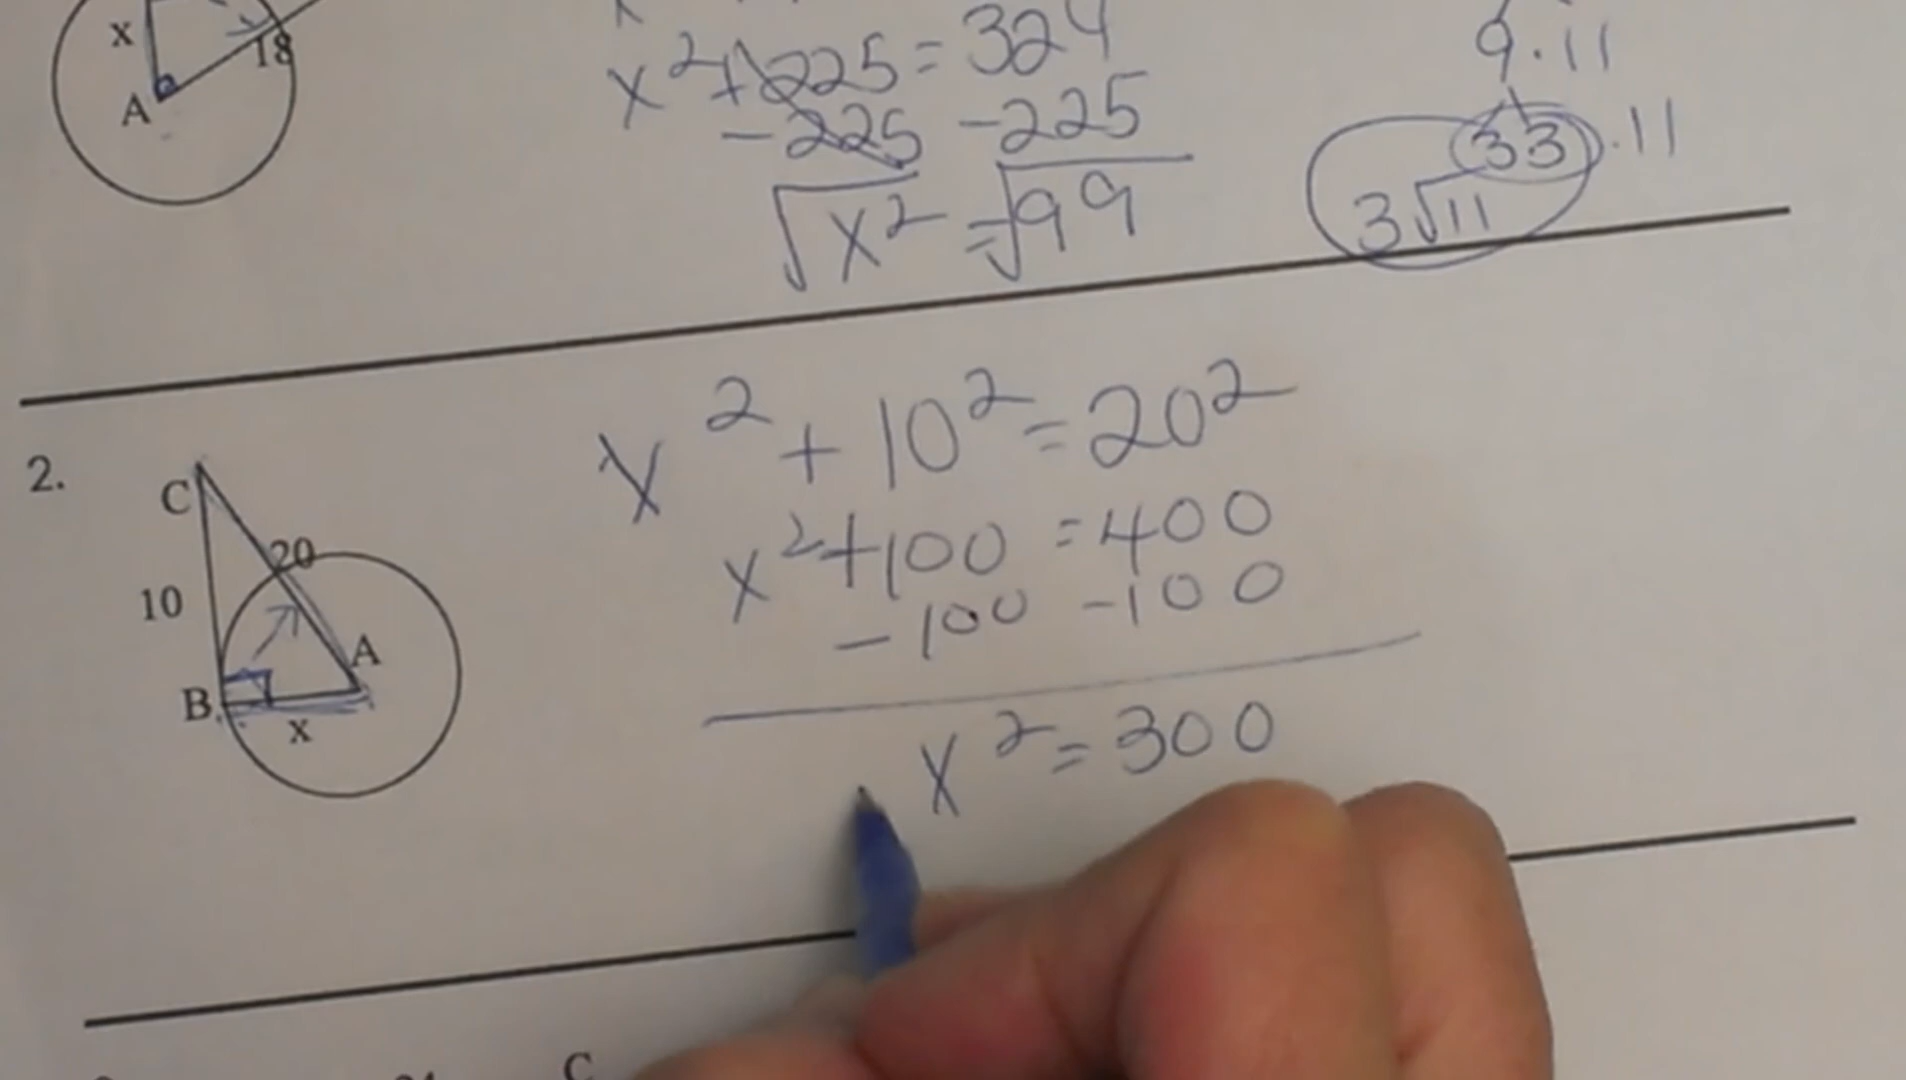 x
18
A
x²+225=324
-225 -225
√x² =√99
9.11
33.11
3√11
2.
C
20
10
A
B
x
x²+10²=20²
x²+100=400
-100 -100
x²=300
C